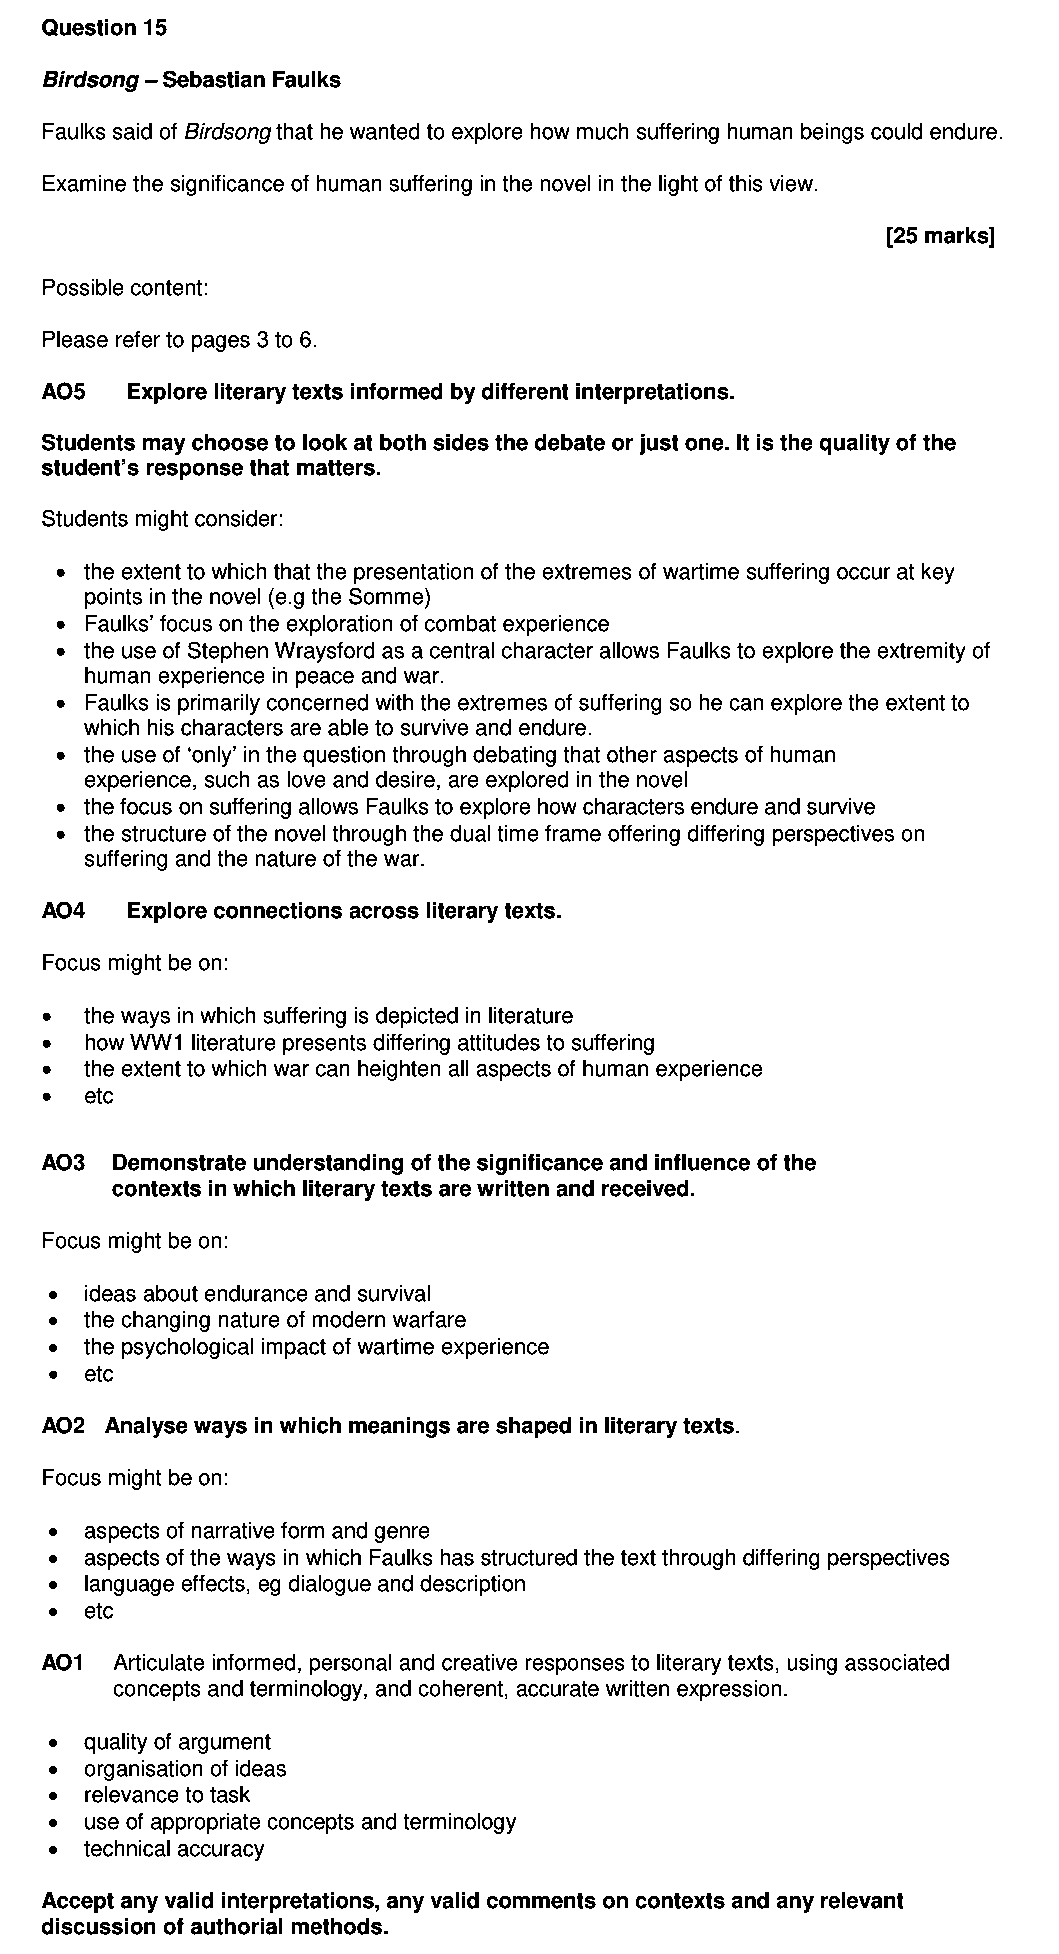 Question 15
Birdsong – Sebastian Faulks
Faulks said of Birdsong that he wanted to explore how much suffering human beings could endure.
Examine the significance of human suffering in the novel in the light of this view.
[25 marks]
Possible content:
Please refer to pages 3 to 6.
AO5 Explore literary texts informed by different interpretations.
Students may choose to look at both sides the debate or just one. It is the quality of the
student's response that matters.
Students might consider:
• the extent to which that the presentation of the extremes of wartime suffering occur at key
points in the novel (e.g the Somme)
• Faulks' focus on the exploration of combat experience
• the use of Stephen Wraysford as a central character allows Faulks to explore the extremity of
human experience in peace and war.
• Faulks is primarily concerned with the extremes of suffering so he can explore the extent to
which his characters are able to survive and endure.
• the use of 'only' in the question through debating that other aspects of human
experience, such as love and desire, are explored in the novel
• the focus on suffering allows Faulks to explore how characters endure and survive
• the structure of the novel through the dual time frame offering differing perspectives on
suffering and the nature of the war.
AO4 Explore connections across literary texts.
Focus might be on:
• the ways in which suffering is depicted in literature
• how WW1 literature presents differing attitudes to suffering
• the extent to which war can heighten all aspects of human experience
• etc
AO3 Demonstrate understanding of the significance and influence of the
contexts in which literary texts are written and received.
Focus might be on:
• ideas about endurance and survival
• the changing nature of modern warfare
• the psychological impact of wartime experience
• etc
AO2 Analyse ways in which meanings are shaped in literary texts.
Focus might be on:
• aspects of narrative form and genre
• aspects of the ways in which Faulks has structured the text through differing perspectives
• language effects, eg dialogue and description
• etc
AO1 Articulate informed, personal and creative responses to literary texts, using associated
concepts and terminology, and coherent, accurate written expression.
• quality of argument
• organisation of ideas
• relevance to task
• use of appropriate concepts and terminology
• technical accuracy
Accept any valid interpretations, any valid comments on contexts and any relevant
discussion of authorial methods.